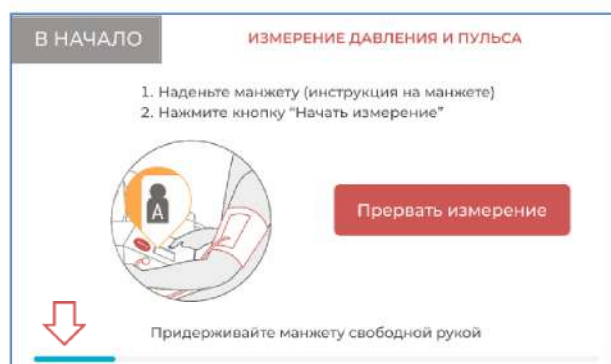 В НАЧАЛО
ИЗМЕРЕНИЕ ДАВЛЕНИЯ И ПУЛЬСА
1. Наденьте манжету (инструкция на манжете)
2. Нажмите кнопку "Начать измерение"
A
Прервать измерение
Придерживайте манжету свободной рукой